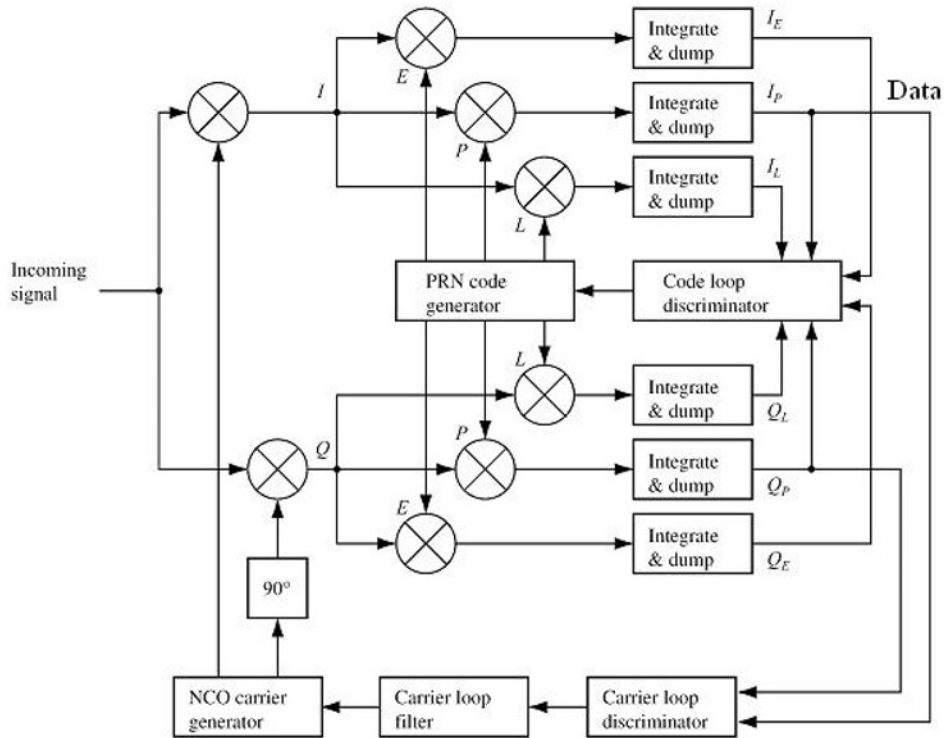 Integrate
& dump
I_E
E
I
Integrate
& dump
I_P
Data
P
Integrate
& dump
I_L
L
Incoming
signal
PRN code
generator
Code loop
discriminator
L
Integrate
& dump
Q_L
P
Q
Integrate
& dump
Q_P
E
Integrate
& dump
Q_E
90°
NCO carrier
generator
Carrier loop
filter
Carrier loop
discriminator